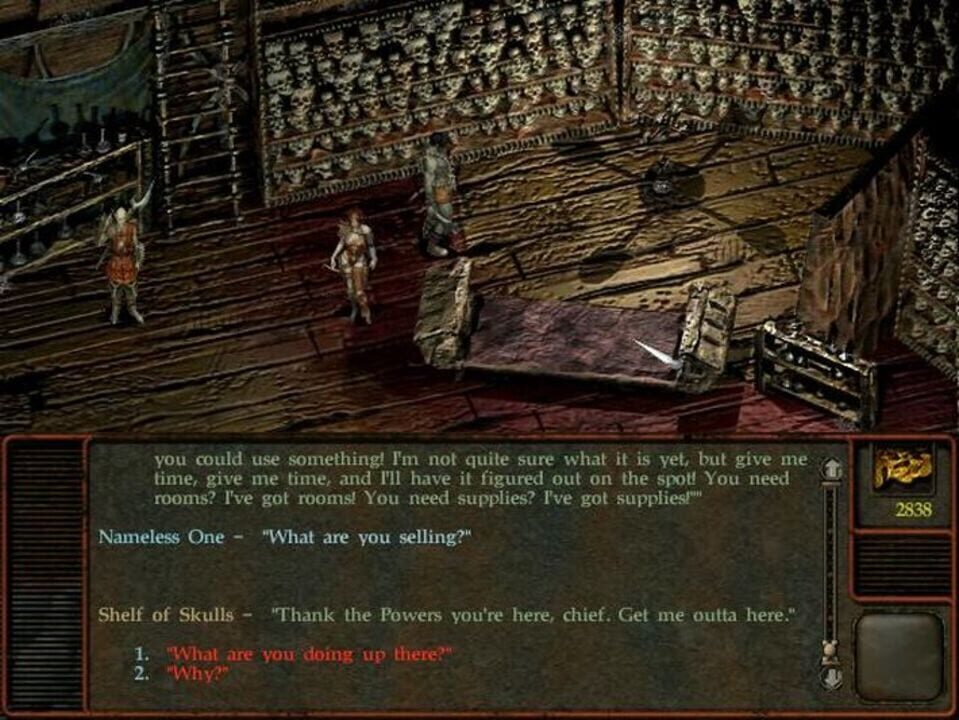 you could use something! I'm not quite sure what it is yet, but give me
time, give me time, and I'll have it figured out on the spot! You need
rooms? I've got rooms! You need supplies? I've got supplies!""
Nameless One - "What are you selling?"
Shelf of Skulls - "Thank the Powers you're here, chief. Get me outta here."
1. "What are you doing up there?"
2. "Why?"
2838